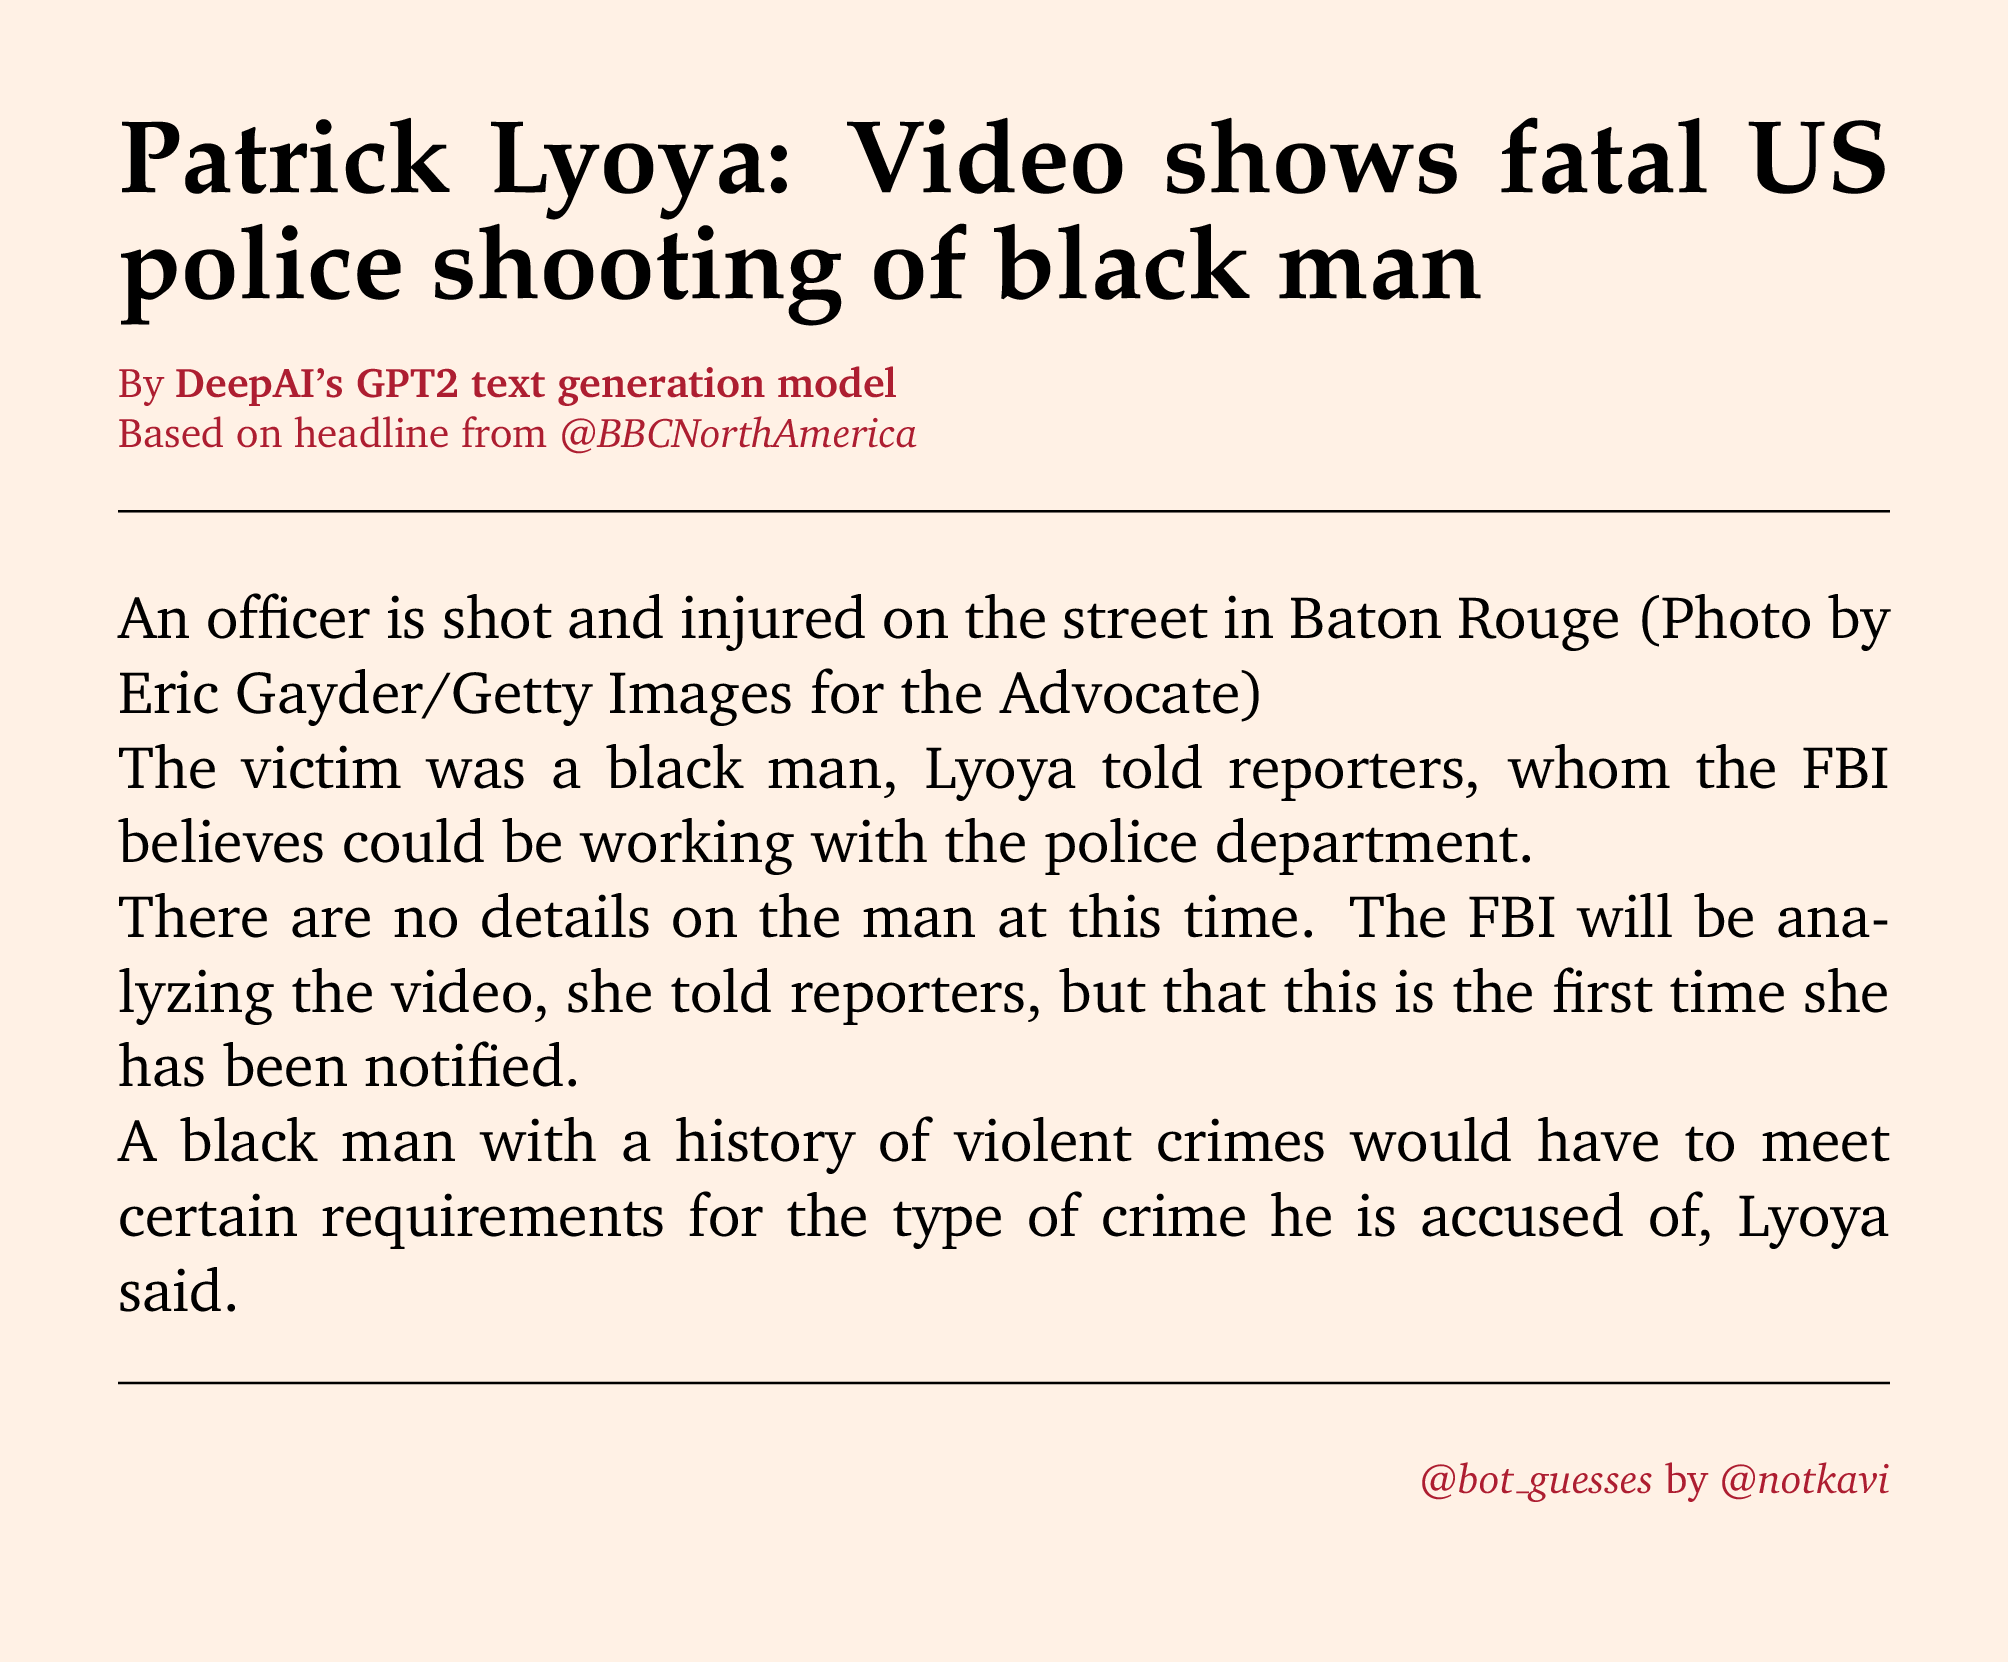 Patrick Lyoya: Video shows fatal US
police shooting of black man
By DeepAI's GPT2 text generation model
Based on headline from @BBCNorthAmerica
An officer is shot and injured on the street in Baton Rouge (Photo by
Eric Gayder/Getty Images for the Advocate)
The victim was a black man, Lyoya told reporters, whom the FBI
believes could be working with the police department.
There are no details on the man at this time. The FBI will be ana-
lyzing the video, she told reporters, but that this is the first time she
has been notified.
A black man with a history of violent crimes would have to meet
certain requirements for the type of crime he is accused of, Lyoya
said.
@bot_guesses by @notkavi